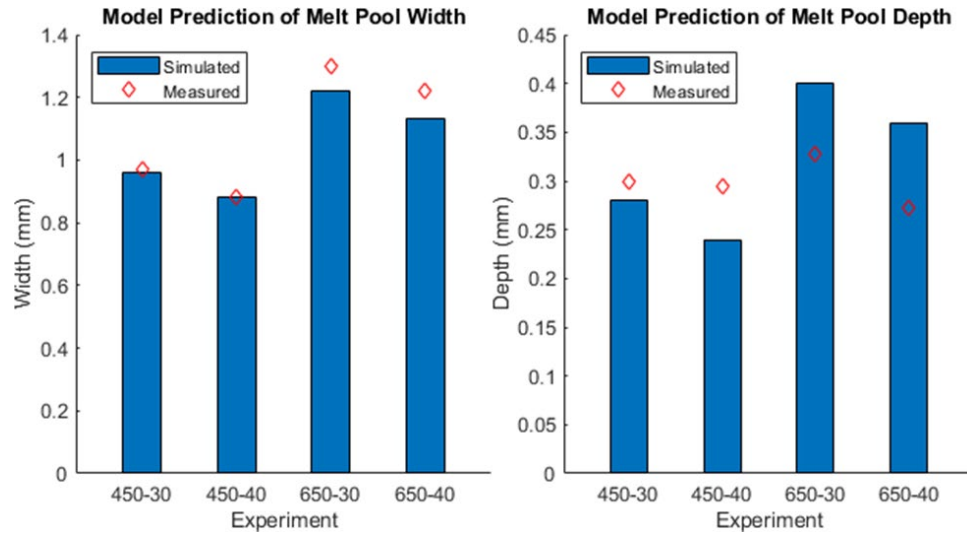 Model Prediction of Melt Pool Width
1.4
1.2
1
0.8
0.6
0.4
0.2
0
Width (mm)
Simulated
Measured
450-30 450-40 650-30 650-40
Experiment
Model Prediction of Melt Pool Depth
0.45
0.4
0.35
0.3
0.25
0.2
0.15
0.1
0.05
0
Depth (mm)
Simulated
Measured
450-30 450-40 650-30 650-40
Experiment